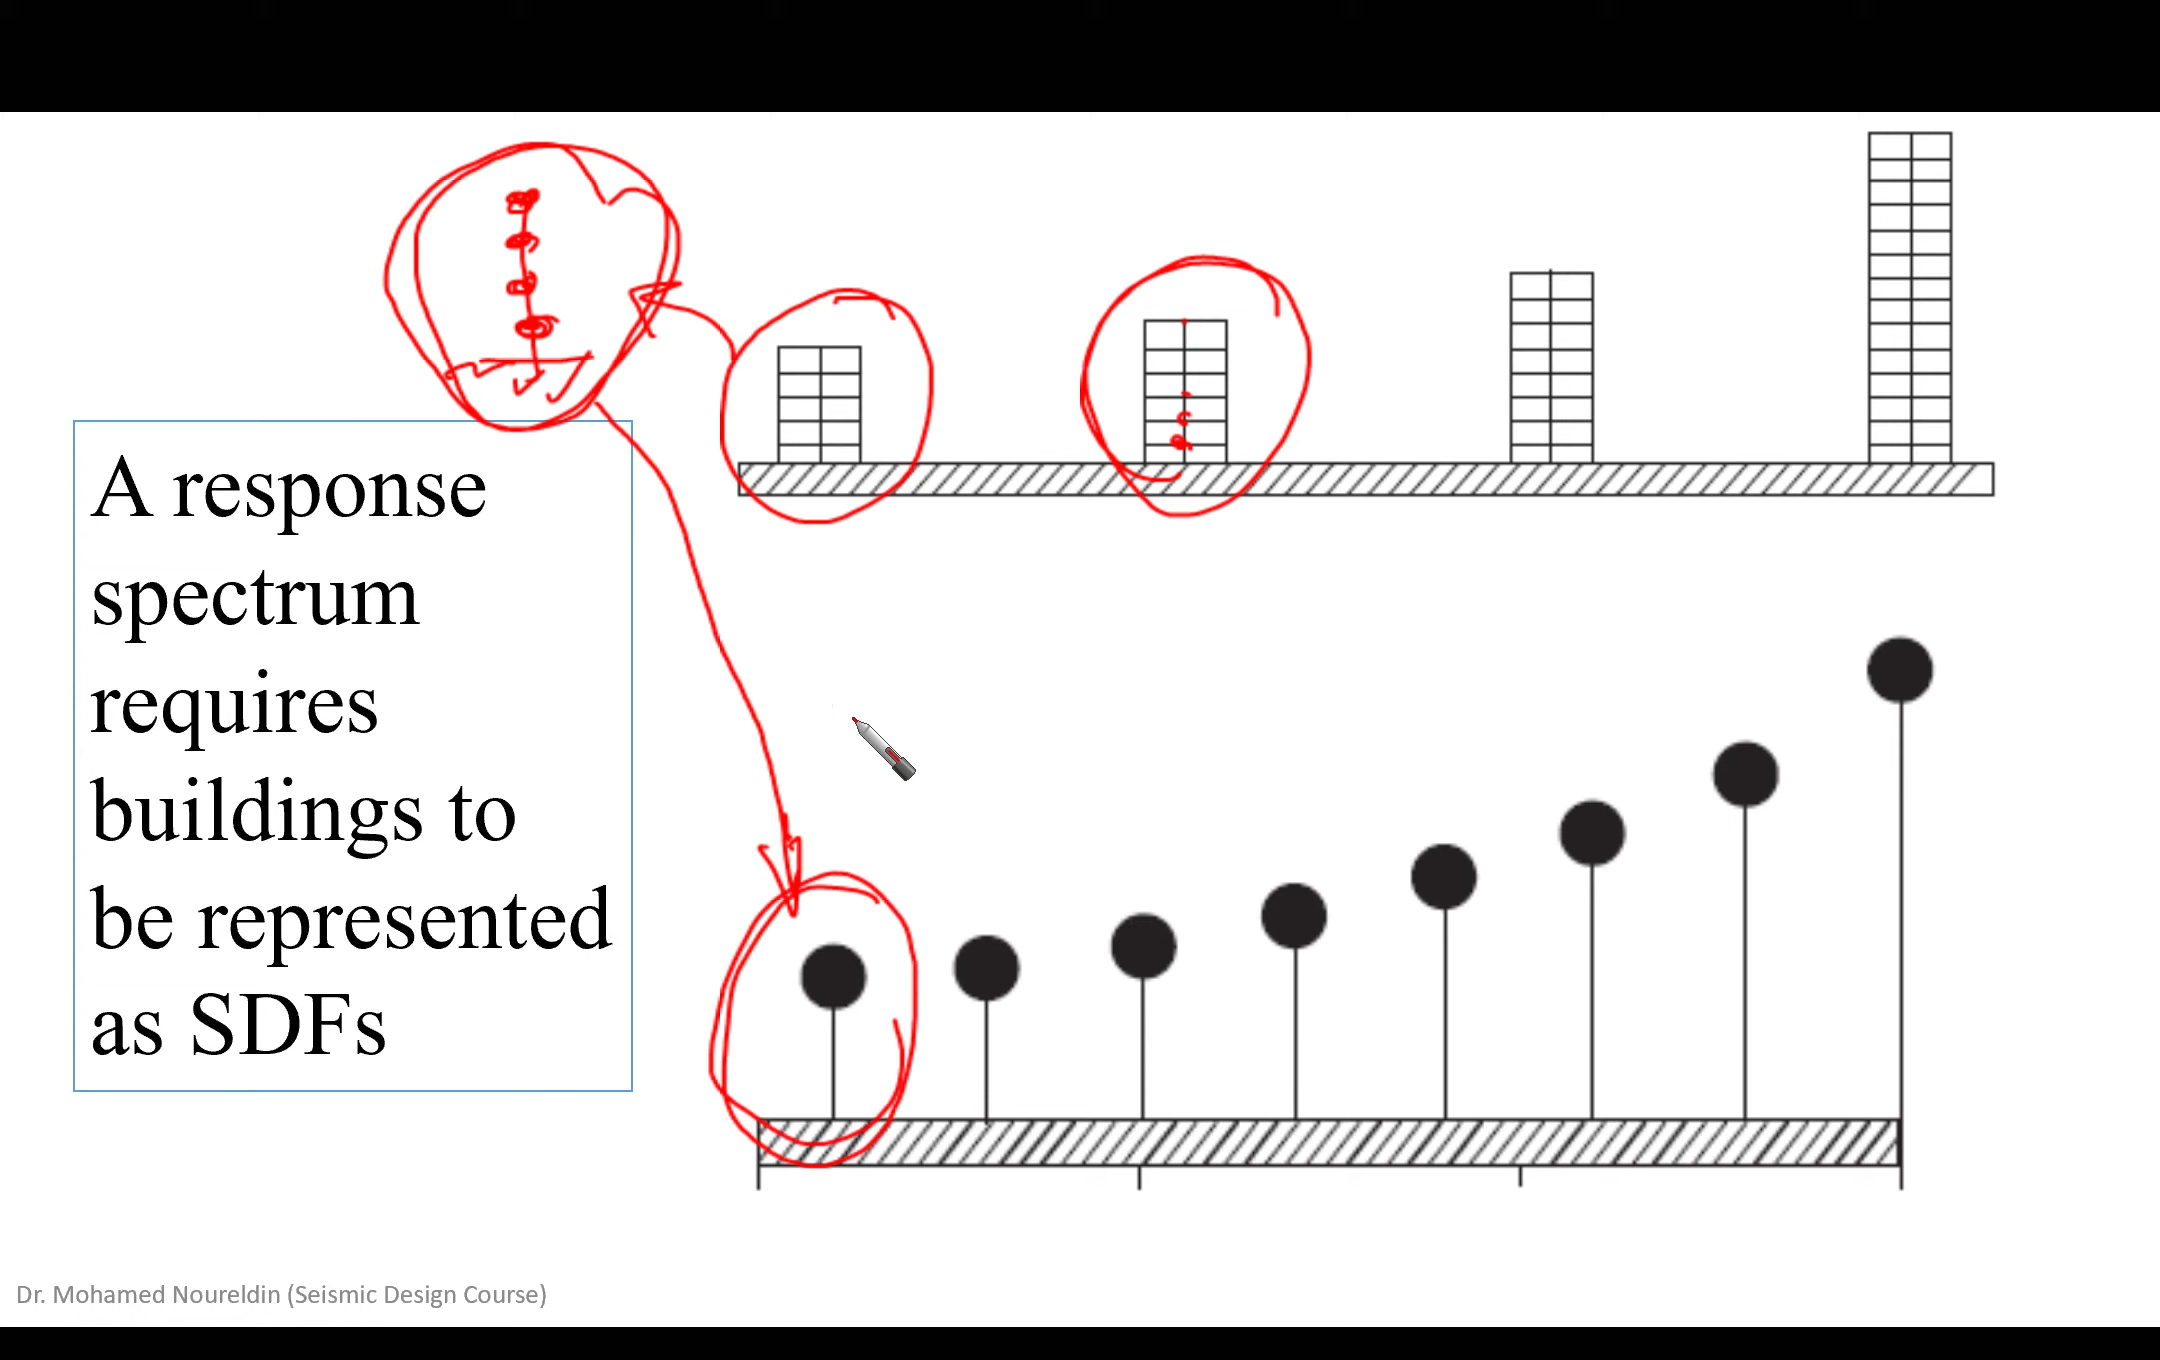 A response
spectrum
requires
buildings to
be represented
as SDFs
Dr. Mohamed Noureldin (Seismic Design Course)